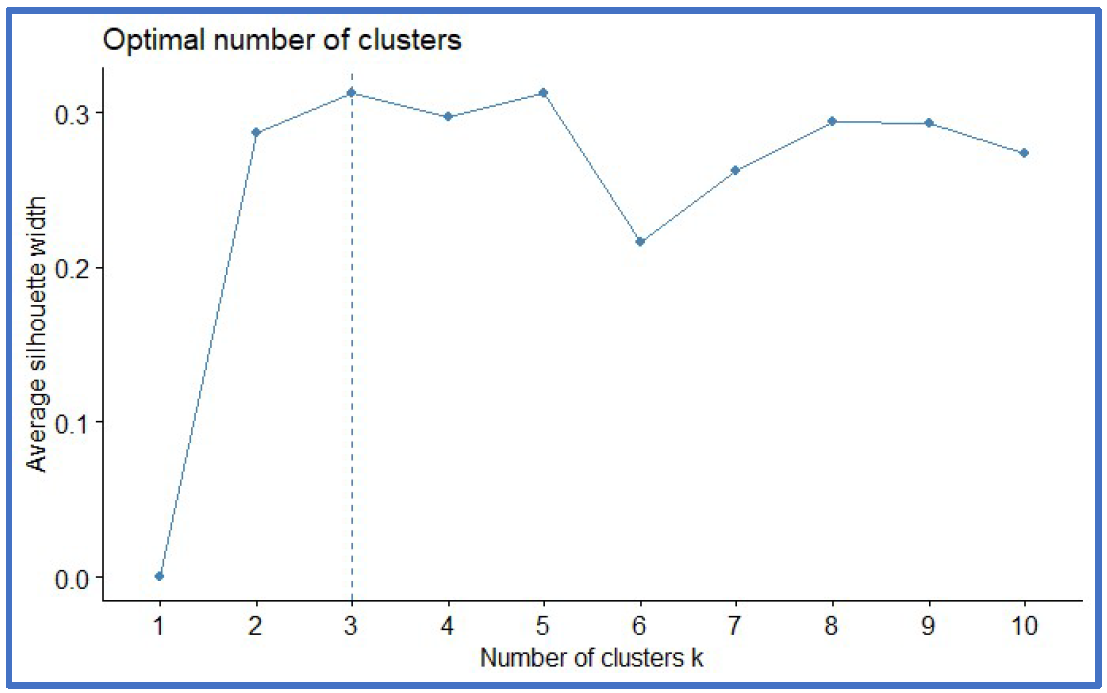 Optimal number of clusters
Average silhouette width
0.3
0.2
0.1
0.0
1 2 3 4 5 6 7 8 9 10
Number of clusters k